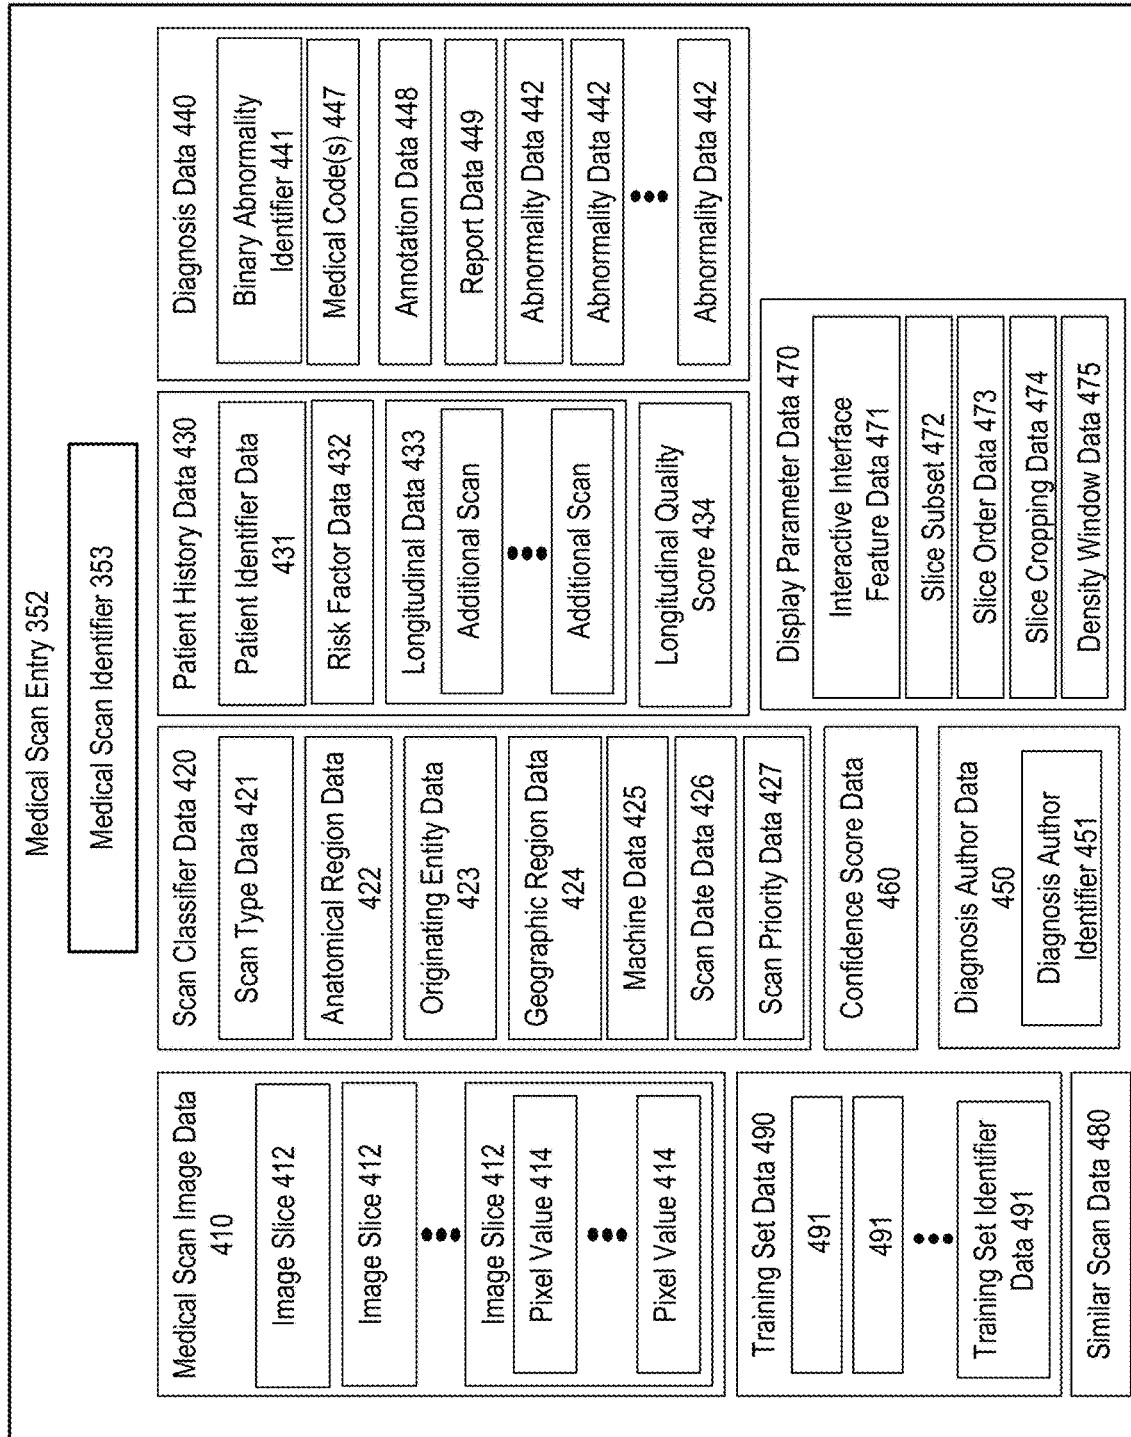 Medical Scan Entry 352
Medical Scan Identifier 353
Medical Scan Image Data
410
Image Slice 412
Image Slice 412
Image Slice 412
Pixel Value 414
Pixel Value 414
Training Set Data 490
491
491
Training Set Identifier
Data 491
Similar Scan Data 480
Scan Classifier Data 420
Scan Type Data 421
Anatomical Region Data
422
Originating Entity Data
423
Geographic Region Data
424
Machine Data 425
Scan Date Data 426
Scan Priority Data 427
Confidence Score Data
460
Diagnosis Author Data
450
Diagnosis Author
Identifier 451
Patient History Data 430
Patient Identifier Data
431
Risk Factor Data 432
Longitudinal Data 433
Additional Scan
Additional Scan
Longitudinal Quality
Score 434
Display Parameter Data 470
Interactive Interface
Feature Data 471
Slice Subset 472
Slice Order Data 473
Slice Cropping Data 474
Density Window Data 475
Diagnosis Data 440
Binary Abnormality
Identifier 441
Medical Code(s) 447
Annotation Data 448
Report Data 449
Abnormality Data 442
Abnormality Data 442
Abnormality Data 442